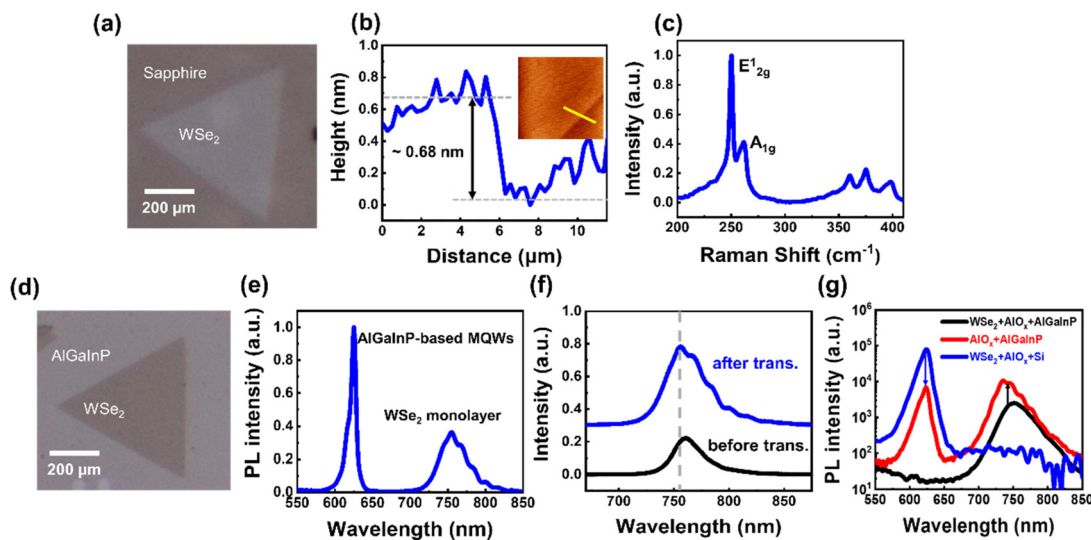 (a)
Sapphire
WSe₂
200 µm
(b)
Height (nm)
1.0
0.8
0.6
0.4
0.2
0.0
~ 0.68 nm
0 2 4 6 8 10
Distance (µm)
(c)
Intensity (a.u.)
1.0
0.8
0.6
0.4
0.2
0.0
E¹₂g
A₁g
200 300 400
Raman Shift (cm⁻¹)
(d)
AlGaInP
WSe₂
200 µm
(e)
PL intensity (a.u.)
1.0
0.8
0.6
0.4
0.2
0.0
AlGaInP-based MQWs
WSe₂ monolayer
550 600 650 700 750 800 850
Wavelength (nm)
(f)
Intensity (a.u.)
1.0
0.8
0.6
0.4
0.2
0.0
after trans.
before trans.
700 750 800 850
Wavelength (nm)
(g)
PL intensity (a.u.)
10⁶
10⁵
10⁴
10³
10²
10¹
WSe₂+AlOₓ+AlGaInP
AlOₓ+AlGaInP
WSe₂+AlOₓ+Si
550 600 650 700 750 800 850
Wavelength (nm)